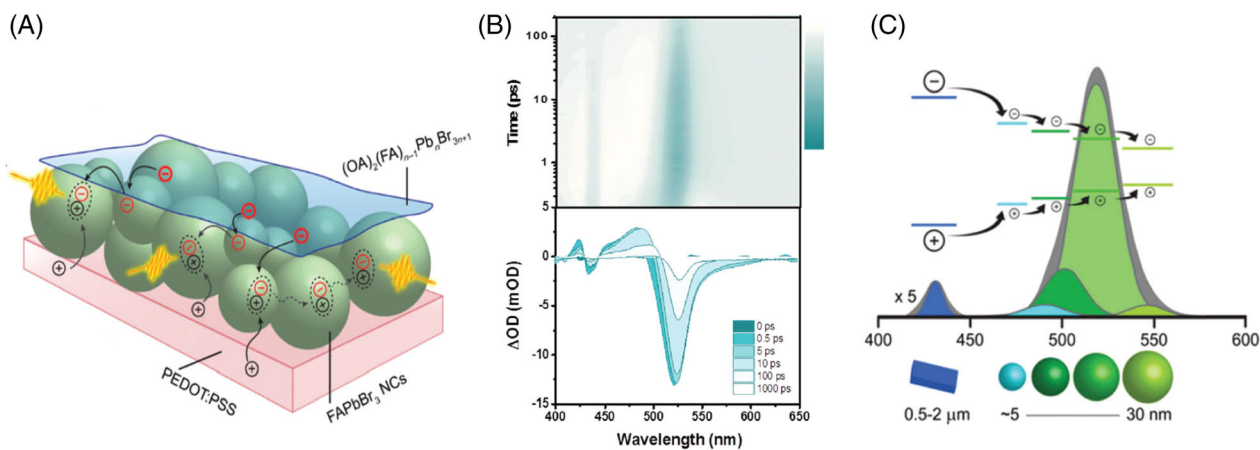 (A)
(OA)2(FA)n−1PbnBr3n+1
PEDOT:PSS
FAPbBr3 NCs
(B)
Time (ps)
100
10
1
5
0
-5
-10
-15
ΔOD (mOD)
0 ps
0.5 ps
5 ps
10 ps
100 ps
1000 ps
400 450 500 550 600 650
Wavelength (nm)
(C)
x 5
400 450 500 550 600
0.5-2 μm
~5
30 nm